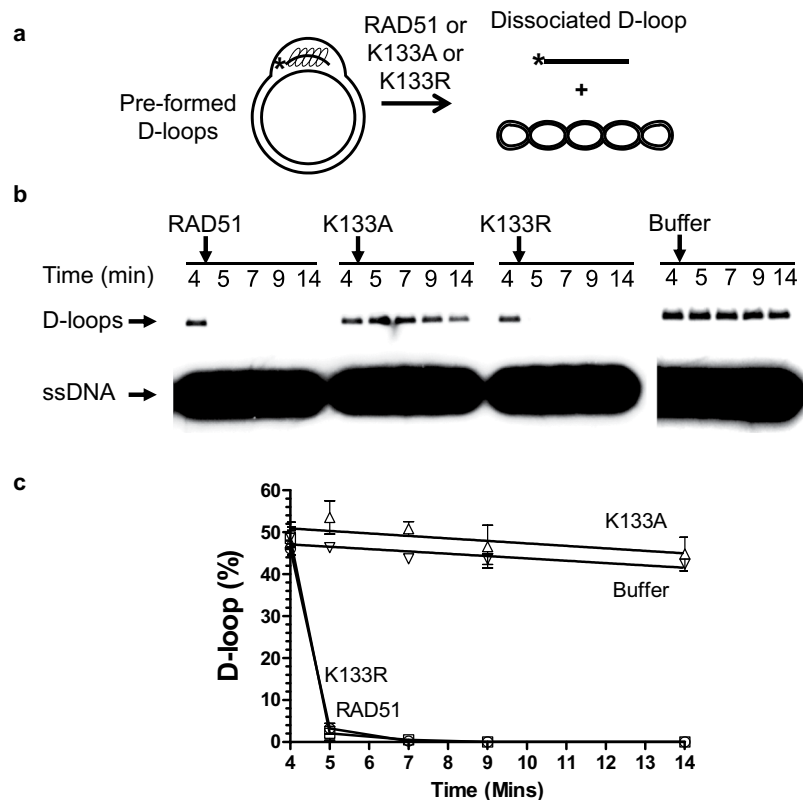 a
Pre-formed
D-loops
*
RAD51 or
K133A or
K133R
Dissociated D-loop
*
+
b
RAD51 K133A K133R Buffer
Time (min) 4 5 7 9 14 4 5 7 9 14 4 5 7 9 14 4 5 7 9 14
D-loops
ssDNA
c
D-loop (%)
60
50
40
30
20
10
0
K133A
Buffer
K133R
RAD51
4 5 6 7 8 9 10 11 12 13 14
Time (Mins)